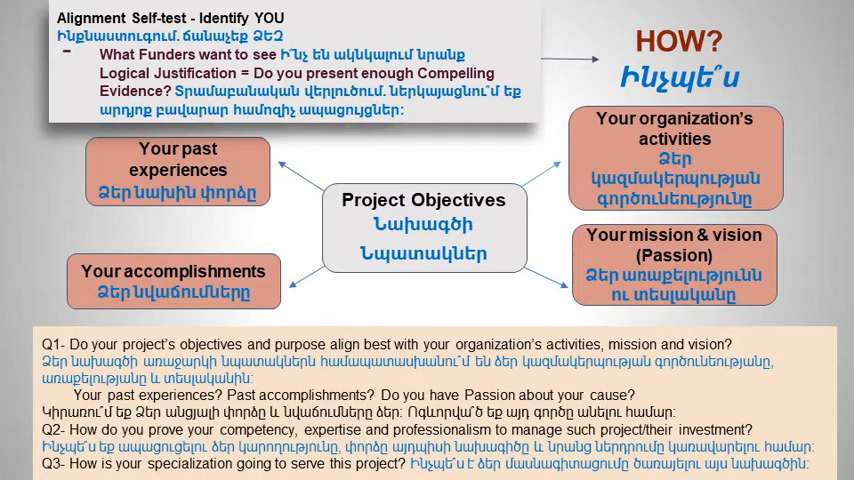 Alignment Self-test - Identify YOU
Ինքնաստուգում. ճանաչեք ՁԵԶ
- What Funders want to see Ի՞նչ են ակնկալում նրանք
Logical Justification = Do you present enough Compelling
Evidence? Տրամաբանական վերլուծում. ներկայացնու՞մ եք
արդյոք բավարար համոզիչ ապացույցներ:
HOW?
Ինչպե՞ս
Your past
experiences
Ձեր նախին փորձը
Your organization's
activities
Ձեր
կազմակերպության
գործունեությունը
Project Objectives
Նախագծի
Նպատակներ
Your accomplishments
Ձեր նվաճումները
Your mission & vision
(Passion)
Ձեր առաքելությունն
ու տեսլականը
Q1- Do your project's objectives and purpose align best with your organization's activities, mission and vision?
Ձեր նախագծի առաջարկի նպատակներն համապատասխանու՞մ են ձեր կազմակերպության գործունեությանը,
առաքելությանը և տեսլականին:
Your past experiences? Past accomplishments? Do you have Passion about your cause?
Կիրառու՞մ եք Ձեր անցյալի փորձը և նվաճումները ձեր: Ոգևորվա՞ծ եք այդ գործը անելու համար:
Q2- How do you prove your competency, expertise and professionalism to manage such project/their investment?
Ինչպե՞ս եք ապացուցելու ձեր կարողությունը, փորձը այդպիսի նախագիծը և նրանց ներդրումը կառավարելու համար:
Q3- How is your specialization going to serve this project? Ինչպե՞ս է ձեր մասնագիտացումը ծառայելու այս նախագծին: